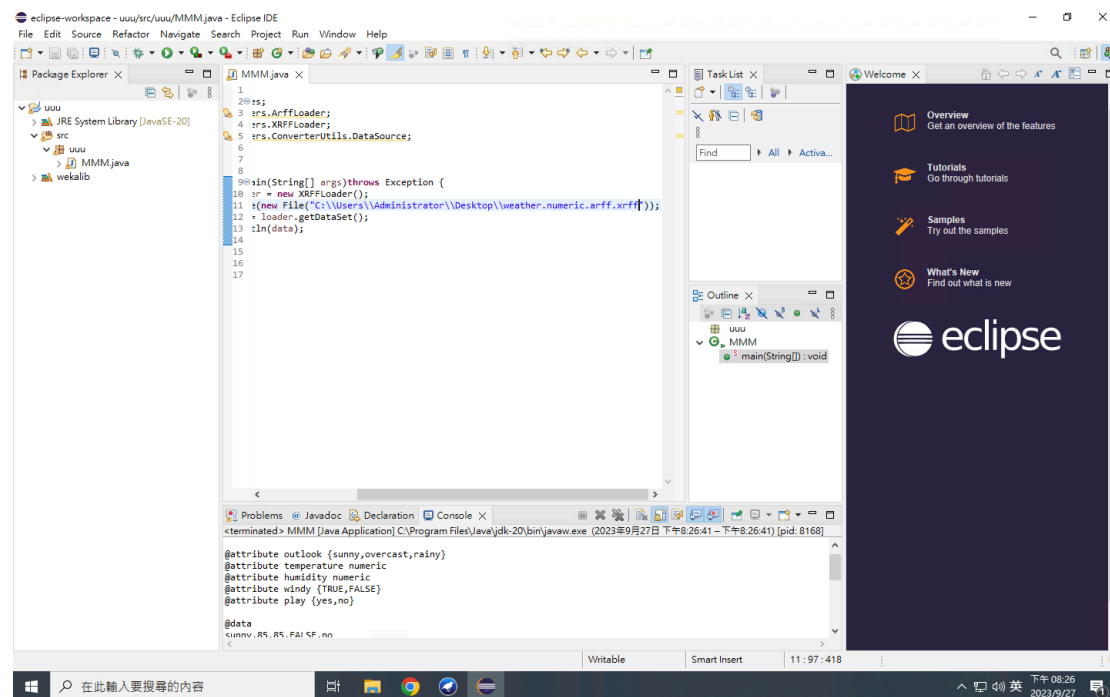 eclipse-workspace - uuu/src/uuu/MMM.java - Eclipse IDE
File Edit Source Refactor Navigate Search Project Run Window Help
Package Explorer
uuu
JRE System Library [JavaSE-20]
src
uuu
MMM.java
wekalib
MMM.java
1
2 es;
3 ers.ArffLoader;
4 ers.XRFFLoader;
5 ers.ConverterUtils.DataSource;
6
7
8
9 ain(String[] args)throws Exception {
10 er = new XRFFLoader();
11 e(new File("C:\\Users\\Administrator\\Desktop\\weather.numeric.arff.xrff"));
12 = loader.getDataSet();
13 tln(data);
14
15
16
17
Task List
Find All Activa...
Outline
uuu
MMM
main(String[]) : void
Welcome
Overview
Get an overview of the features
Tutorials
Go through tutorials
Samples
Try out the samples
What's New
Find out what is new
eclipse
Problems @ Javadoc Declaration Console
<terminated> MMM [Java Application] C:\Program Files\Java\jdk-20\bin\javaw.exe (2023年9月27日 下午8:26:41 – 下午8:26:41) [pid: 8168]
@attribute outlook {sunny,overcast,rainy}
@attribute temperature numeric
@attribute humidity numeric
@attribute windy {TRUE,FALSE}
@attribute play {yes,no}
@data
sunny,85,85,FALSE,no
Writable Smart Insert 11 : 97 : 418
在此輸入要搜尋的內容
英
下午 08:26
2023/9/27